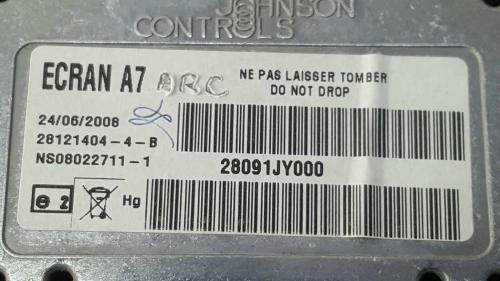 JOHNSON
CONTROLS
ECRAN A7 ARC
NE PAS LAISSER TOMBER
DO NOT DROP
24/06/2008
28121404-4-B
NS08022711-1
28091JY000
e 2
Hg